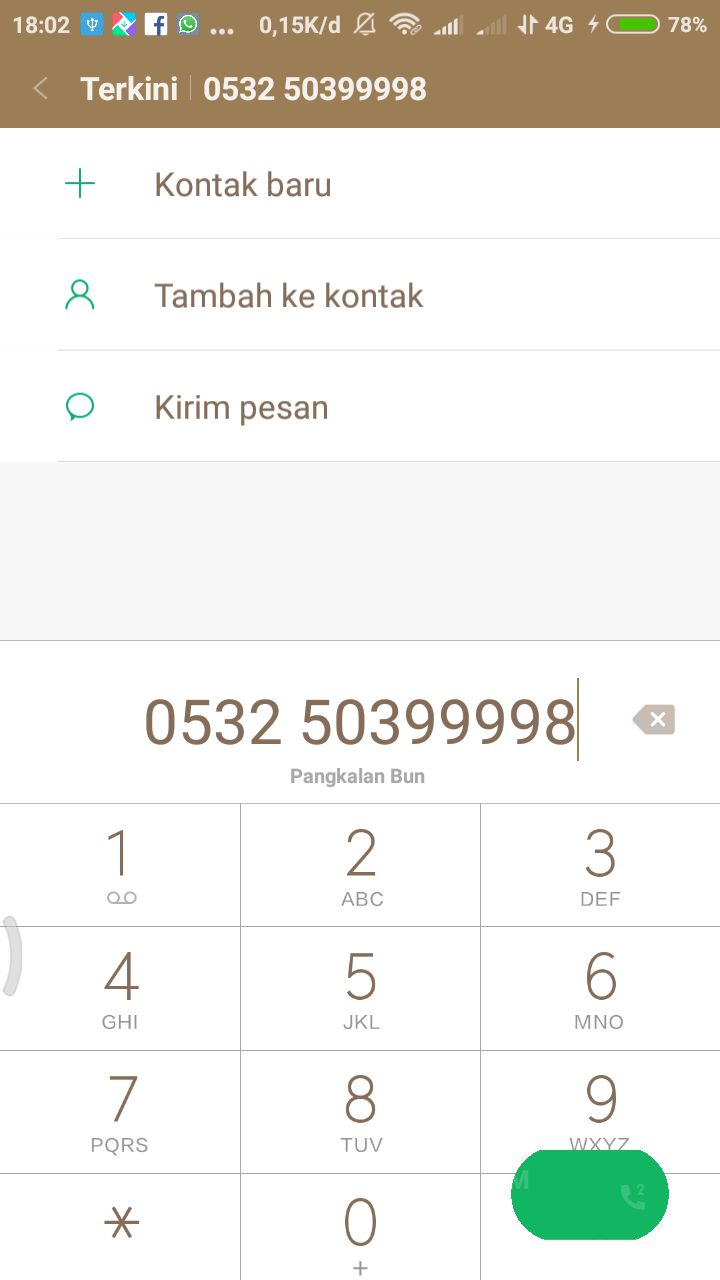 18:02 ... 0,15K/d 4G 78%
Terkini 0532 50399998
Kontak baru
Tambah ke kontak
Kirim pesan
0532 50399998
Pangkalan Bun
1 2 3
ABC DEF
4 5 6
GHI JKL MNO
7 8 9
PQRS TUV WXYZ
M 2
* 0
+